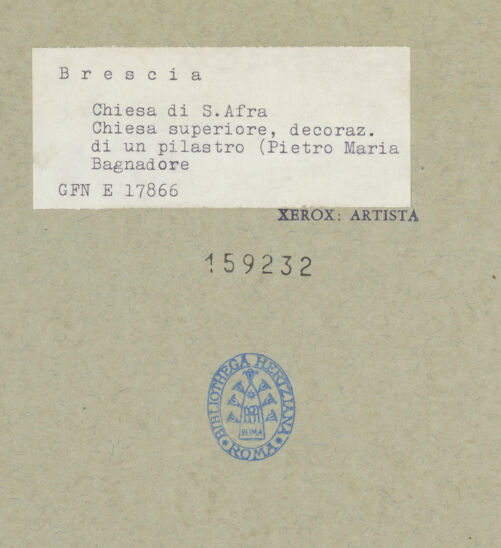 B r e s c i a
Chiesa di S.Afra
Chiesa superiore, decoraz.
di un pilastro (Pietro Maria
Bagnadore
GFN E 17866
XEROX: ARTISTA
159232
BIBLIOTHECA HERTZIANA
ROMA
ROMA